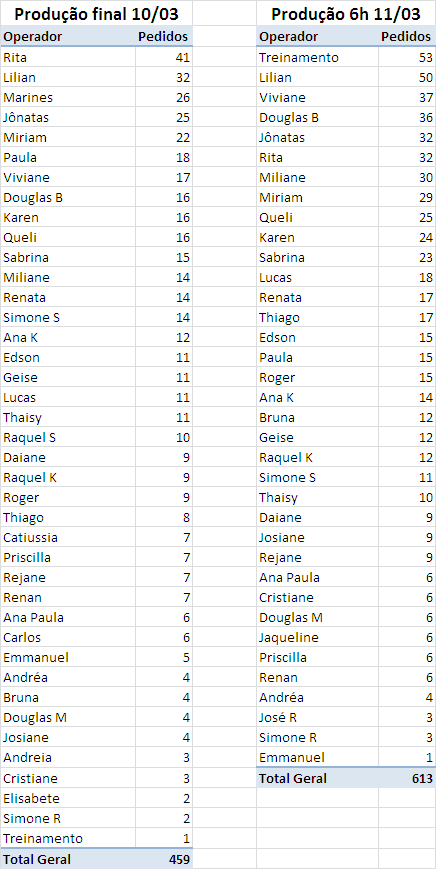 Produção final 10/03 Produção 6h 11/03
Operador Pedidos Operador Pedidos
Rita 41 Treinamento 53
Lilian 32 Lilian 50
Marines 26 Viviane 37
Jônatas 25 Douglas B 36
Miriam 22 Jônatas 32
Paula 18 Rita 32
Viviane 17 Miliane 30
Douglas B 16 Miriam 29
Karen 16 Queli 25
Queli 16 Karen 24
Sabrina 15 Sabrina 23
Miliane 14 Lucas 18
Renata 14 Renata 17
Simone S 14 Thiago 17
Ana K 12 Edson 15
Edson 11 Paula 15
Geise 11 Roger 15
Lucas 11 Ana K 14
Thaisy 11 Bruna 12
Raquel S 10 Geise 12
Daiane 9 Raquel K 12
Raquel K 9 Simone S 11
Roger 9 Thaisy 10
Thiago 8 Daiane 9
Catiussia 7 Josiane 9
Priscilla 7 Rejane 9
Rejane 7 Ana Paula 6
Renan 7 Cristiane 6
Ana Paula 6 Douglas M 6
Carlos 6 Jaqueline 6
Emmanuel 5 Priscilla 6
Andréa 4 Renan 6
Bruna 4 Andréa 4
Douglas M 4 José R 3
Josiane 4 Simone R 3
Andreia 3 Emmanuel 1
Cristiane 3 Total Geral 613
Elisabete 2
Simone R 2
Treinamento 1
Total Geral 459